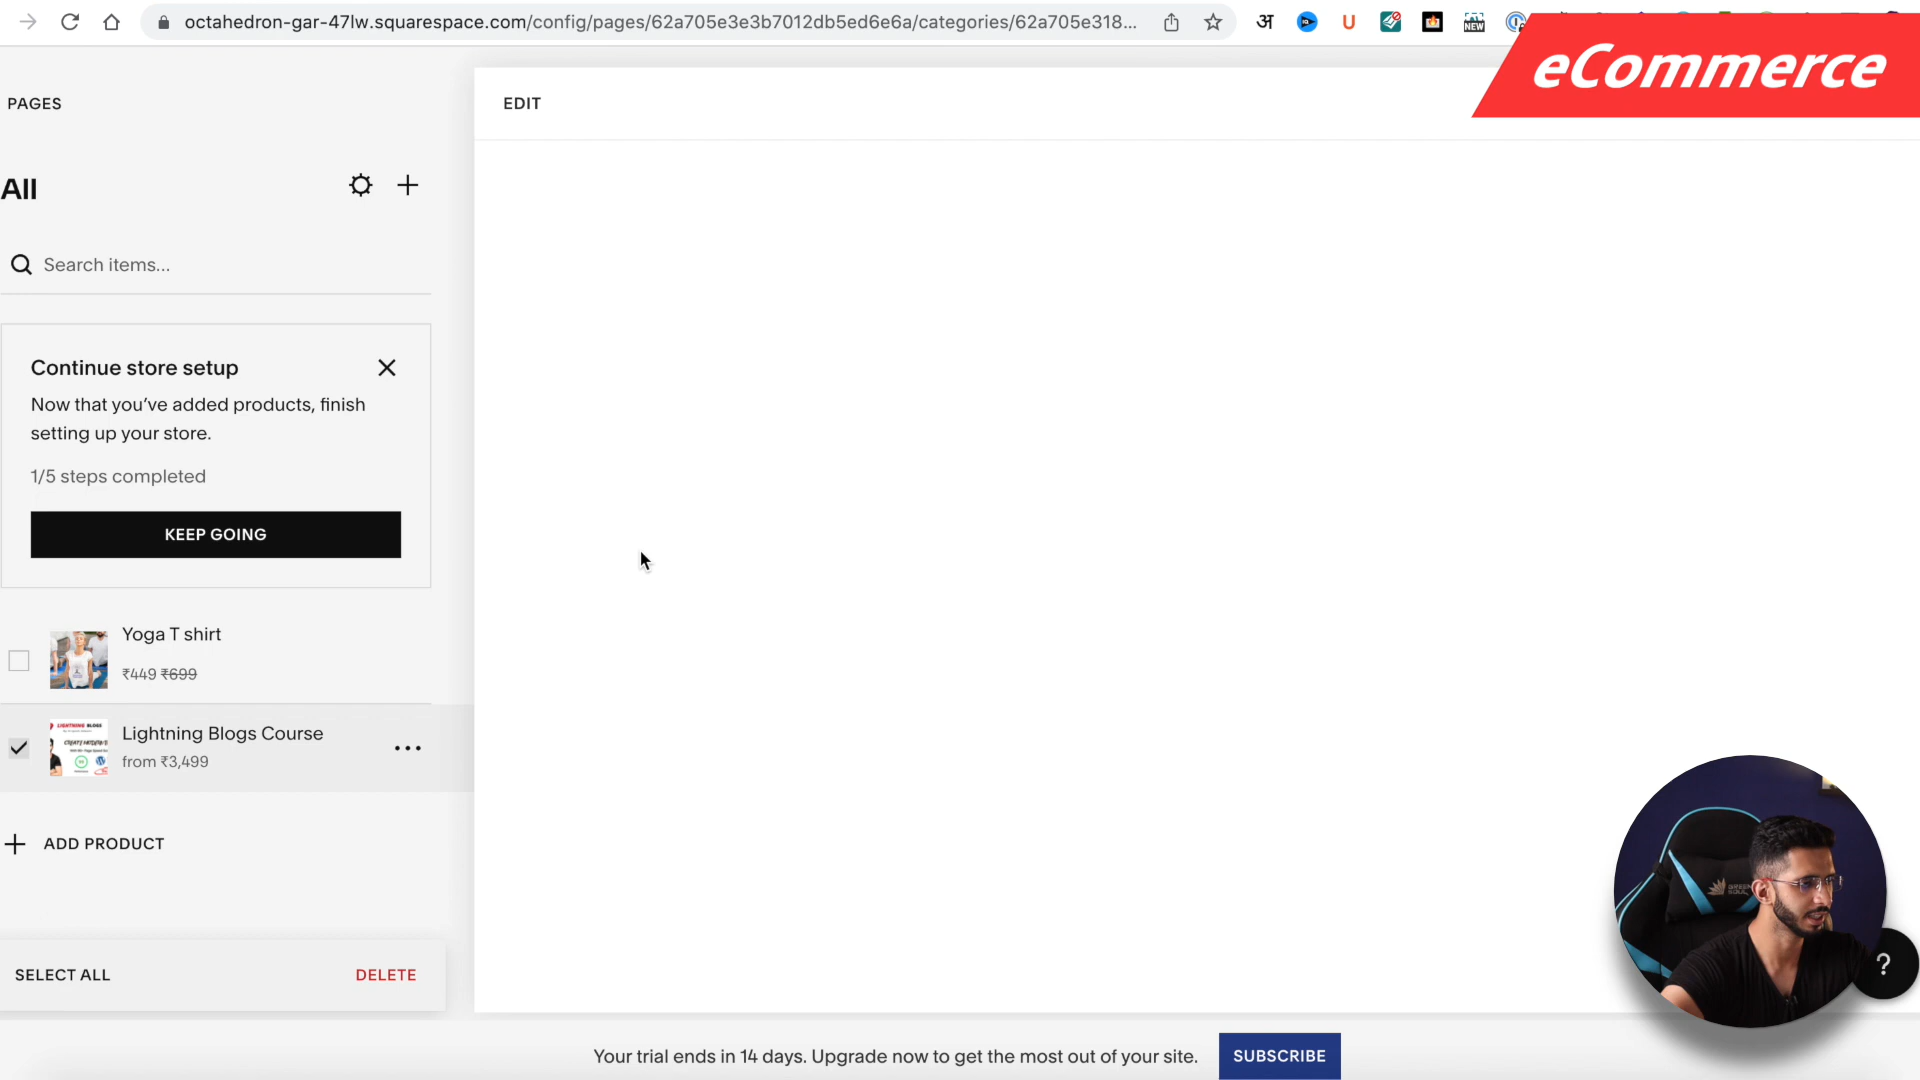 octahedron-gar-47lw.squarespace.com/config/pages/62a705e3e3b7012db5ed6e6a/categories/62a705e318...
अ
U
NEW
eCommerce
PAGES
EDIT
All
Search items...
Continue store setup
Now that you’ve added products, finish
setting up your store.
1/5 steps completed
KEEP GOING
Yoga T shirt
₹449 ₹699
LIGHTNING BLOGS
Lightning Blogs Course
from ₹3,499
ADD PRODUCT
SELECT ALL
DELETE
?
Your trial ends in 14 days. Upgrade now to get the most out of your site.
SUBSCRIBE